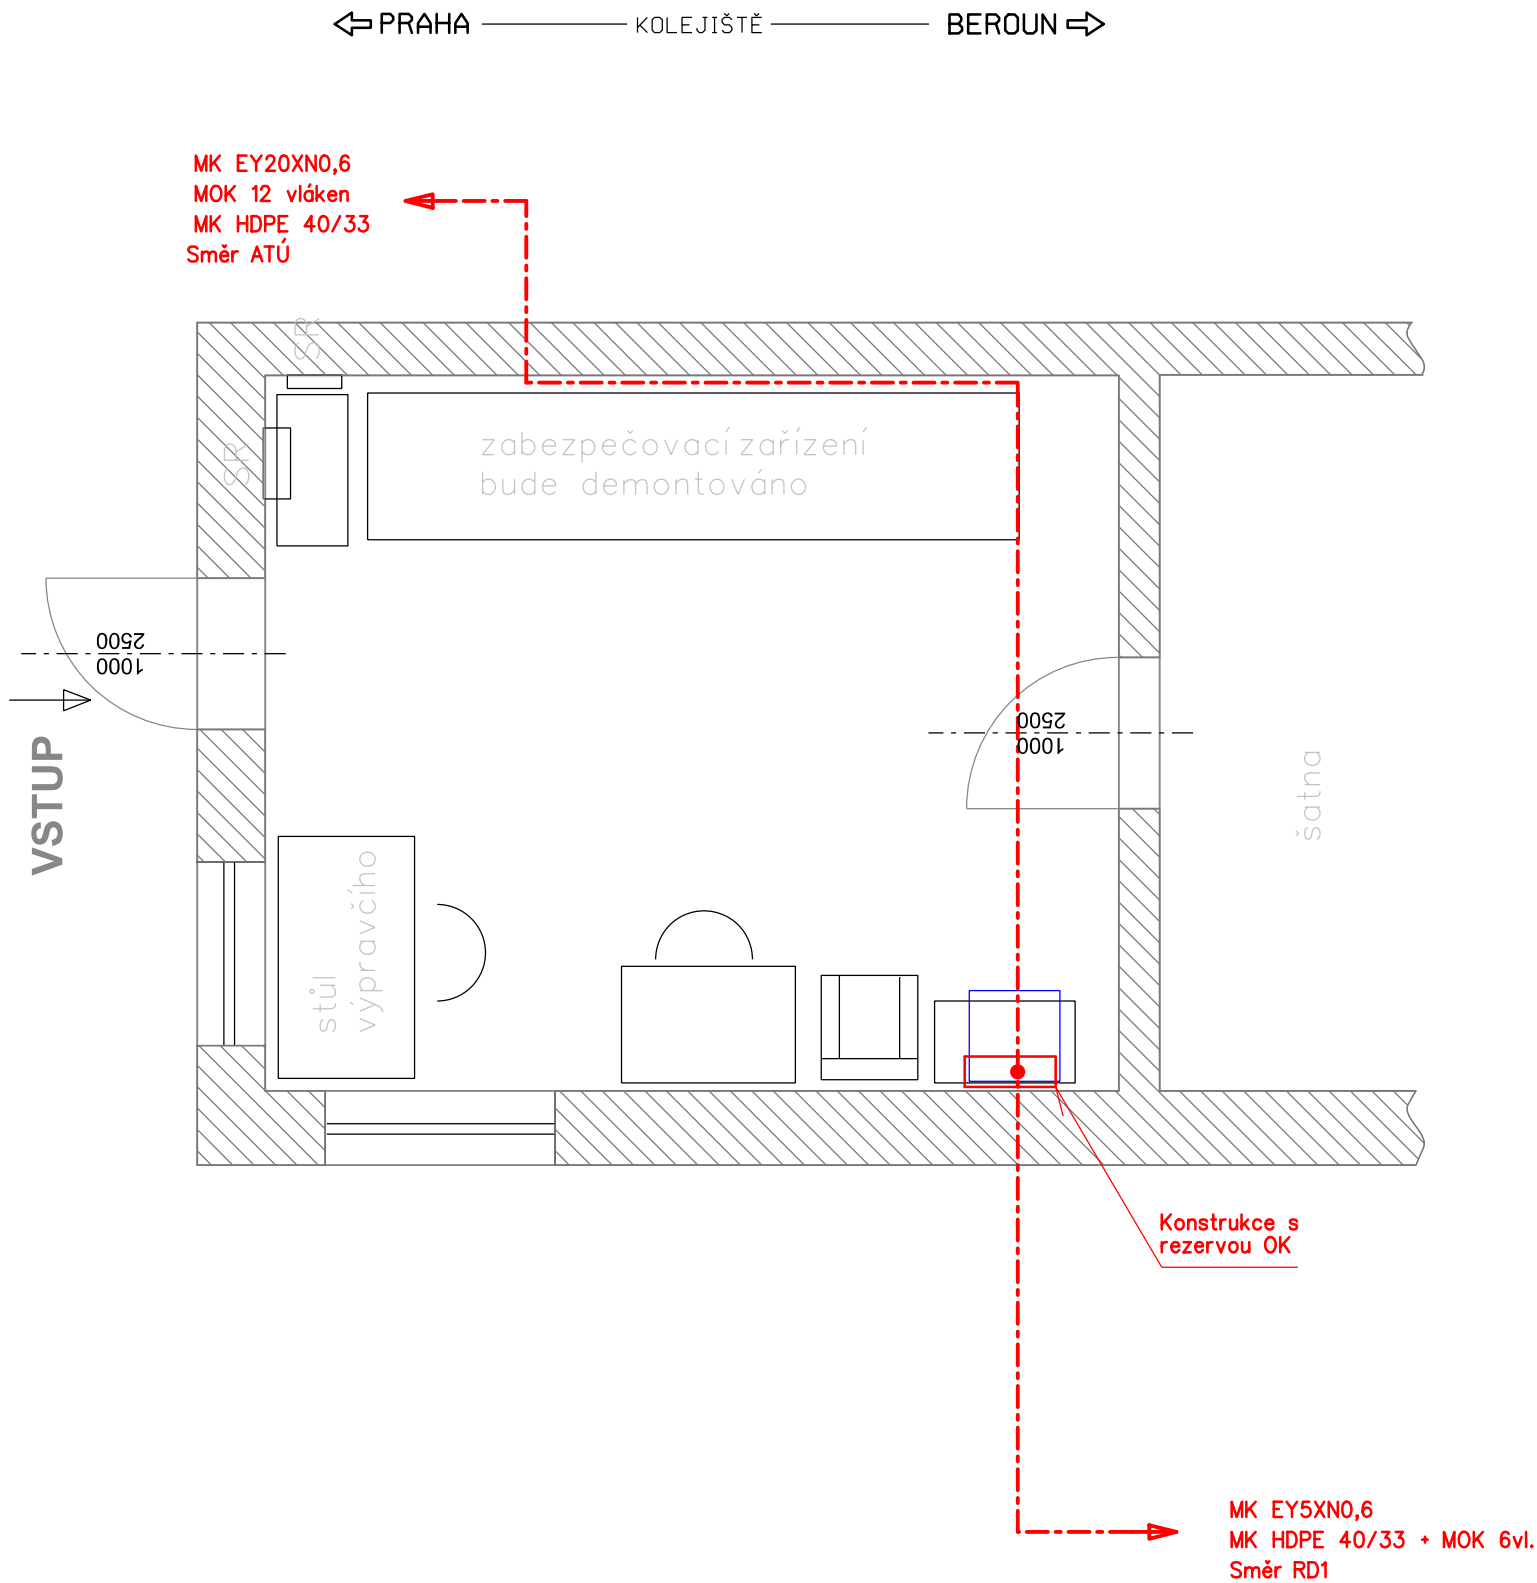 PRAHA KOLEJIŠTĚ BEROUN
MK EY20XN0,6
MOK 12 vláken
MK HDPE 40/33
Směr ATÚ
SR
SR
zabezpečovací zařízení
bude demontováno
2500
1000
VSTUP
2500
1000
šatna
stůl
výpravčího
Konstrukce s
rezervou OK
MK EY5XN0,6
MK HDPE 40/33 + MOK 6vl.
Směr RD1